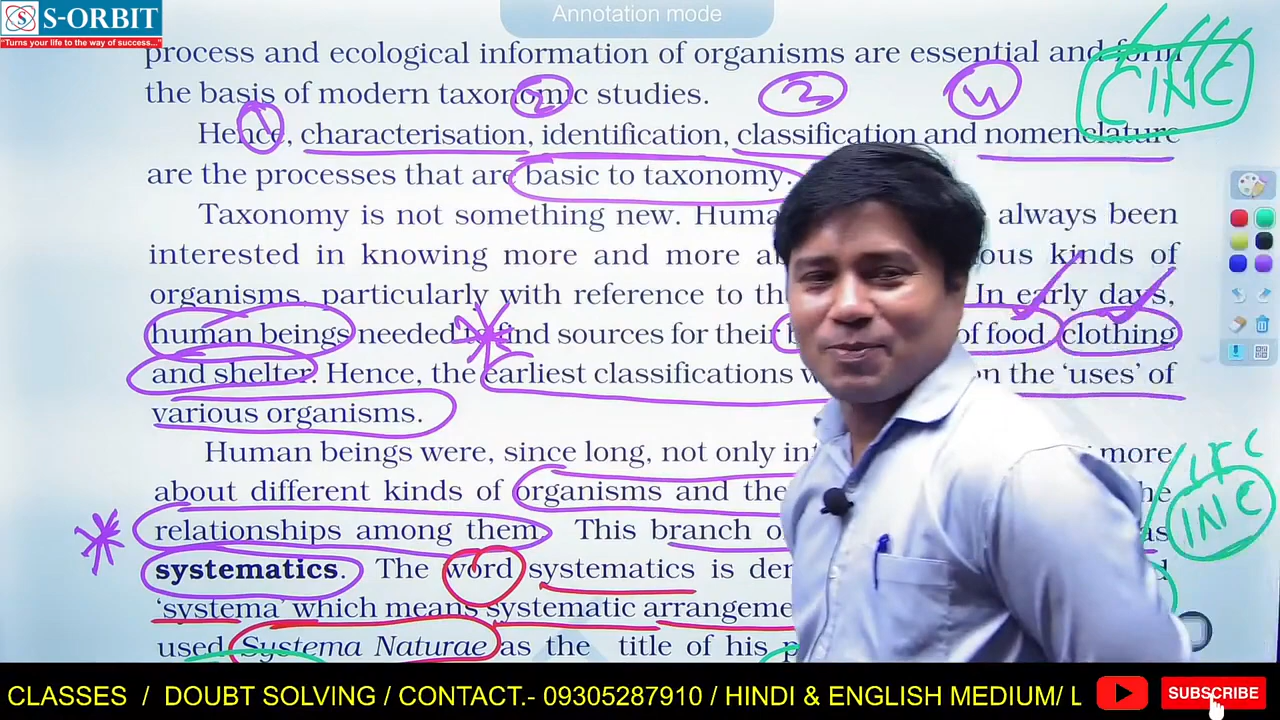 S-ORBIT
"Turns your life to the way of success..."
Annotation mode
process and ecological information of organisms are essential and form
the basis of modern taxonomic studies.
1 2 3 4
CINC
Hence, characterisation, identification, classification and nomenclature
are the processes that are basic to taxonomy.
Taxonomy is not something new. always been
interested in knowing more and more kinds of
organisms, particularly with reference to In early days,
human beings needed to find sources for their of food, clothing
and shelter. Hence, the earliest classifications on the ‘uses’ of
various organisms.
Human beings were, since long, not only more
about different kinds of organisms and
relationships among them. This branch as
INC
systematics. The word systematics is
‘systema’ which means systematic
used Systema Naturae as the title of his
CLASSES / DOUBT SOLVING / CONTACT.- 09305287910 / HINDI & ENGLISH MEDIUM/
SUBSCRIBE